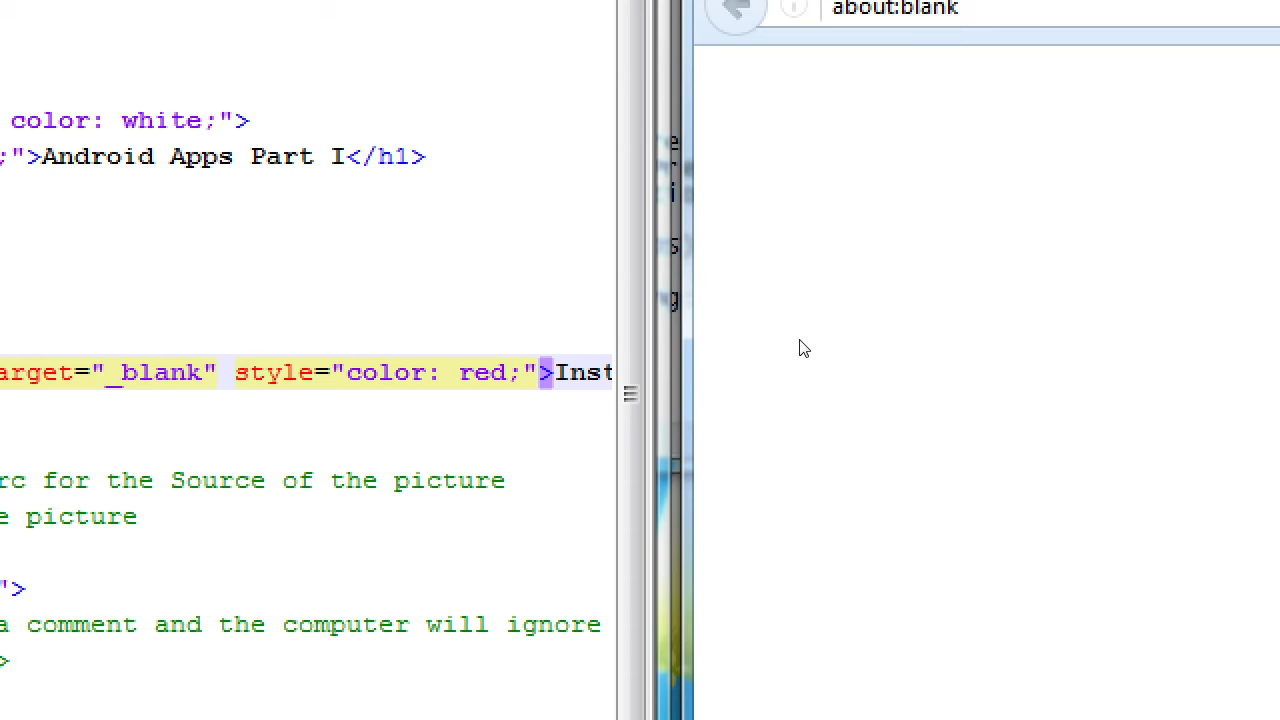 about:blank
color: white;">
;">Android Apps Part I</h1>
arget="_blank" style="color: red;">Inst
rc for the Source of the picture
e picture
">
a comment and the computer will ignore
>